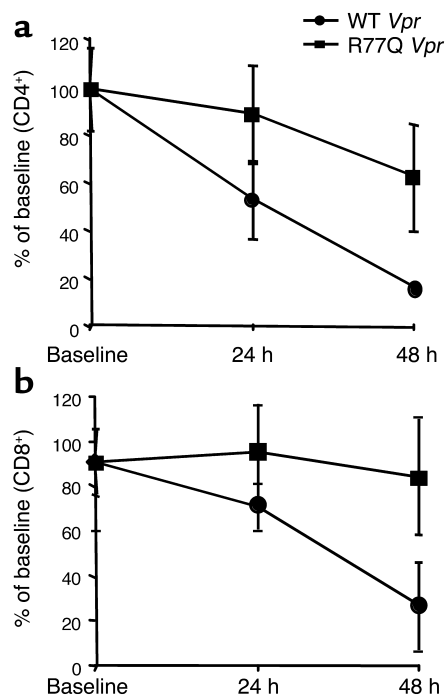 a
WT Vpr
R77Q Vpr
% of baseline (CD4⁺)
120
100
80
60
40
20
0
Baseline 24 h 48 h
b
% of baseline (CD8⁺)
120
100
80
60
40
20
0
Baseline 24 h 48 h